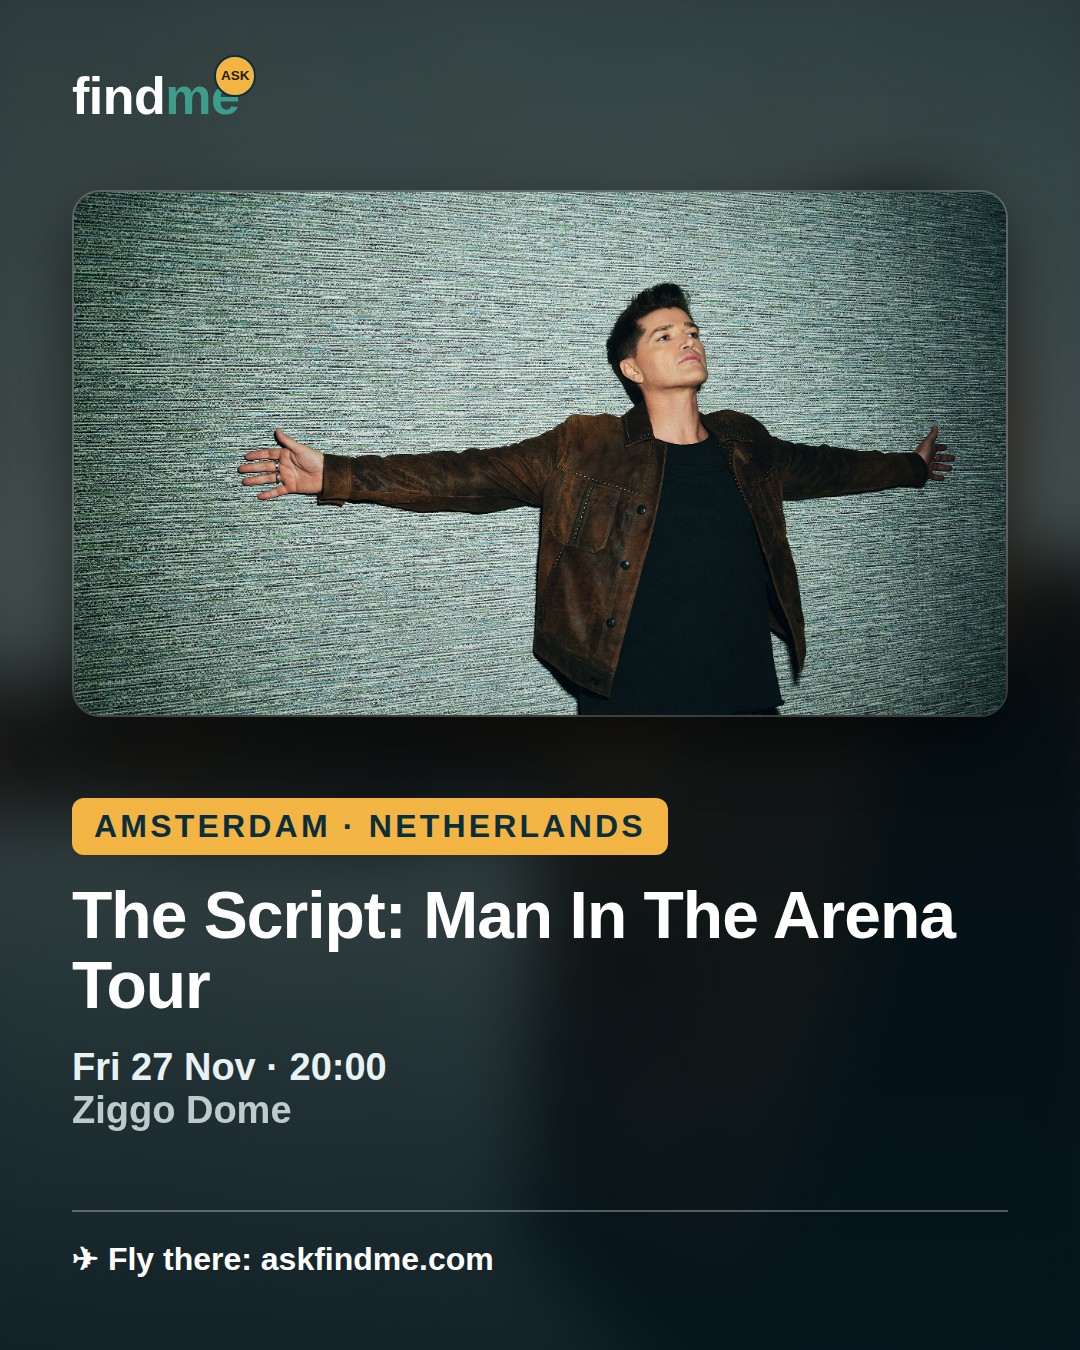 findme
ASK
AMSTERDAM · NETHERLANDS
The Script: Man In The Arena
Tour
Fri 27 Nov · 20:00
Ziggo Dome
✈ Fly there: askfindme.com